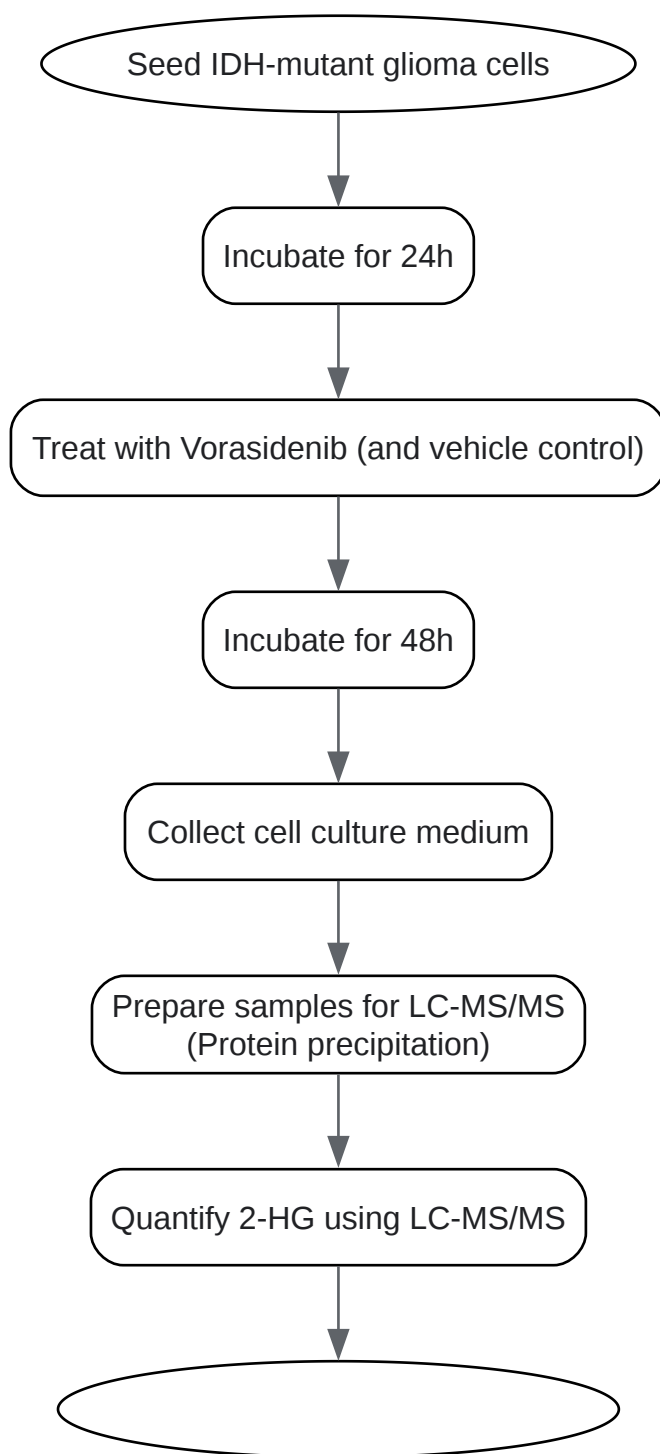 Seed IDH-mutant glioma cells
Incubate for 24h
Treat with Vorasidenib (and vehicle control)
Incubate for 48h
Collect cell culture medium
Prepare samples for LC-MS/MS
(Protein precipitation)
Quantify 2-HG using LC-MS/MS